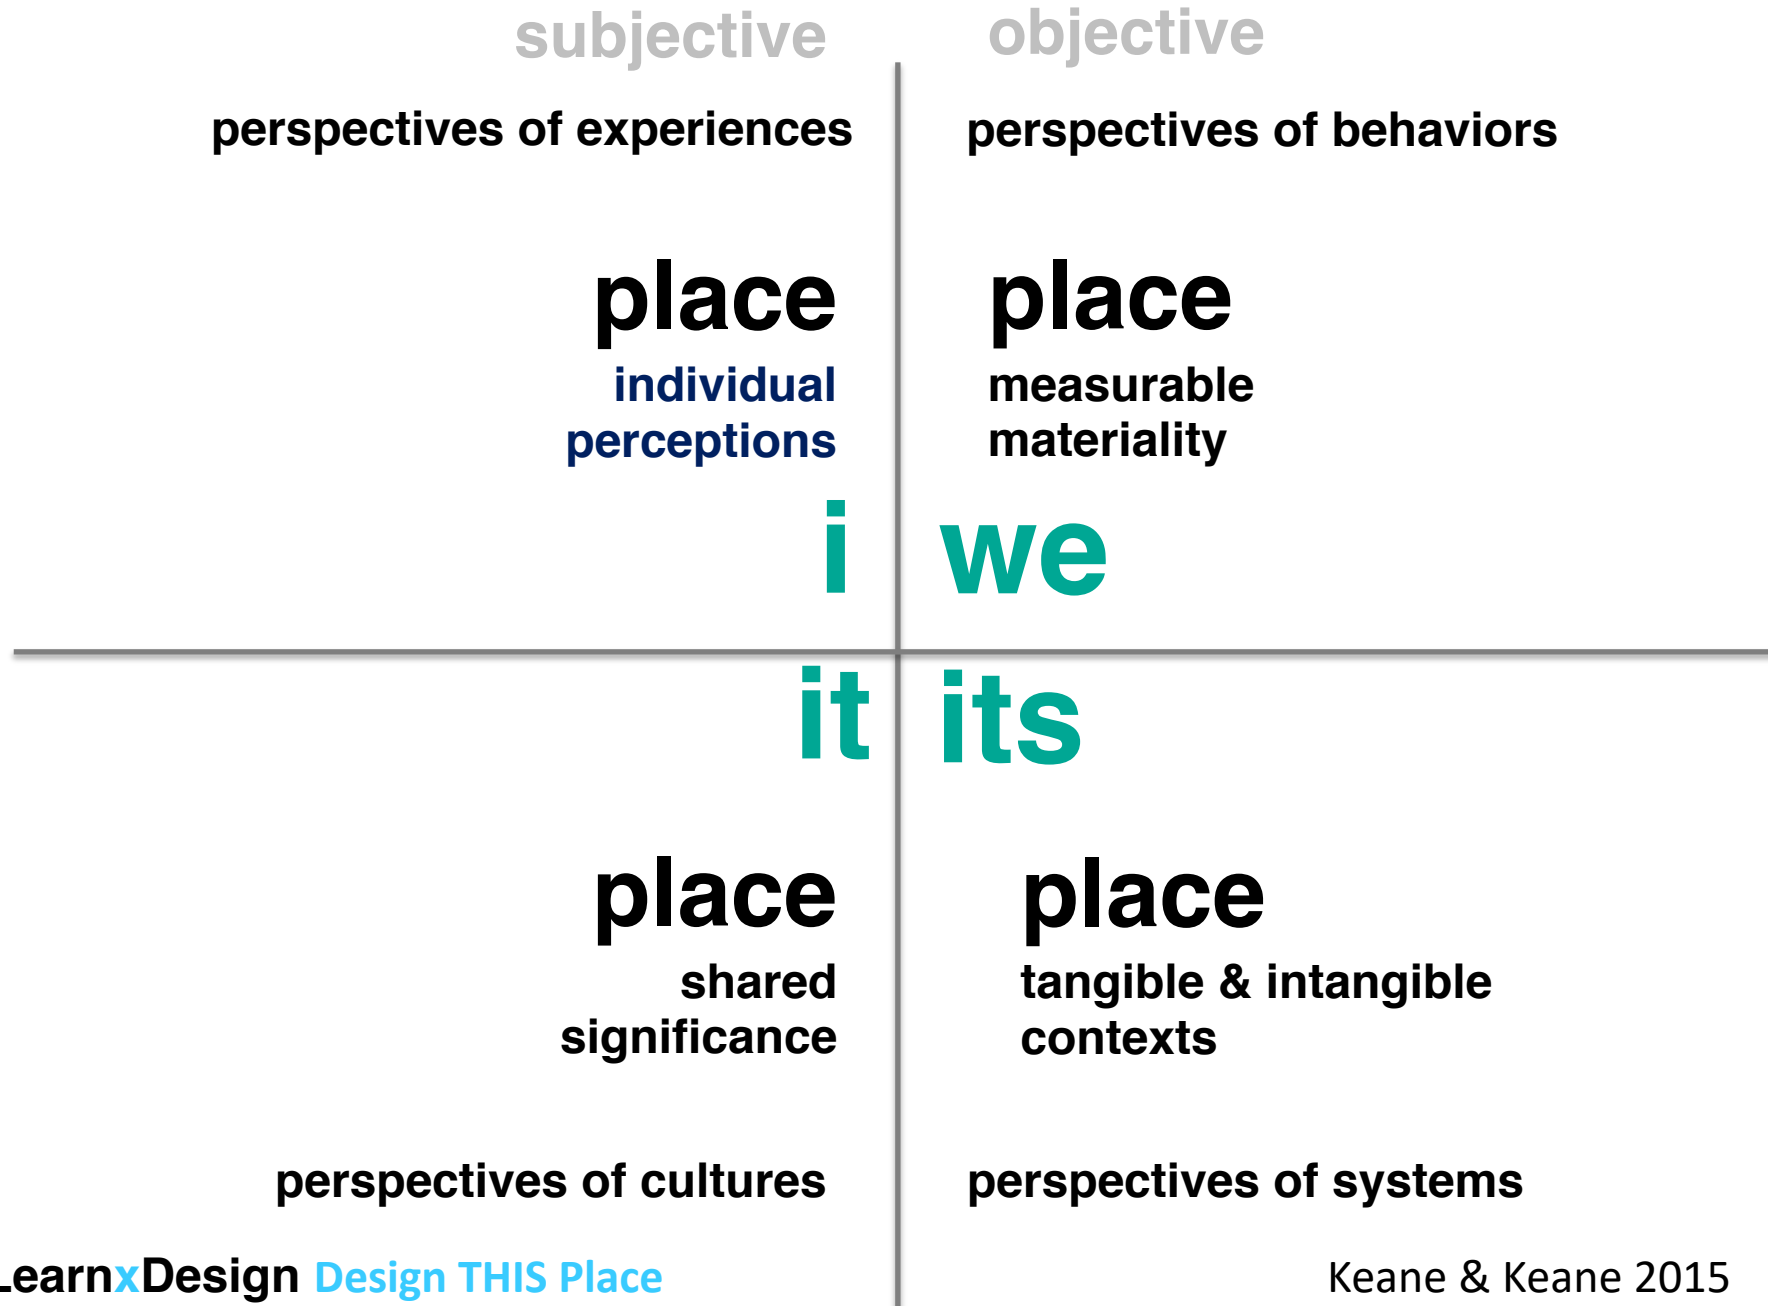 subjective
objective
perspectives of experiences
perspectives of behaviors
place
individual
perceptions
place
measurable
materiality
i
we
it
its
place
shared
significance
place
tangible & intangible
contexts
perspectives of cultures
perspectives of systems
LearnxDesign Design THIS Place
Keane & Keane 2015